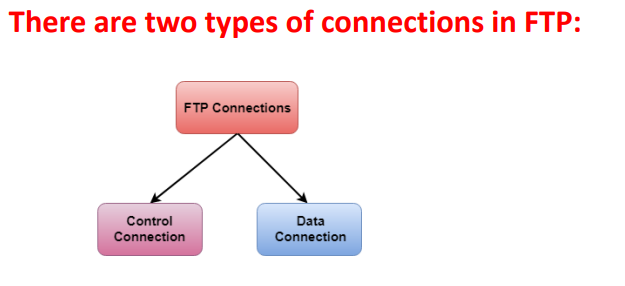 There are two types of connections in FTP:
FTP Connections
Control
Connection
Data
Connection